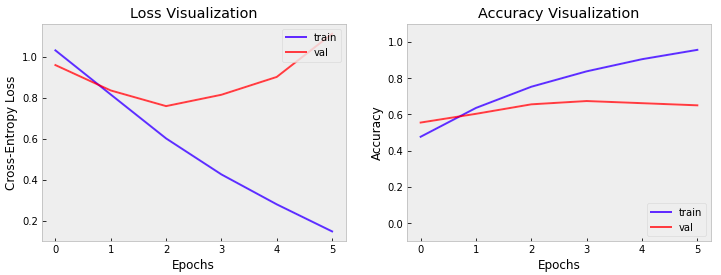 Loss Visualization
Cross-Entropy Loss
1.0
0.8
0.6
0.4
0.2
0 1 2 3 4 5
Epochs
train
val
Accuracy Visualization
Accuracy
1.0
0.8
0.6
0.4
0.2
0.0
0 1 2 3 4 5
Epochs
train
val